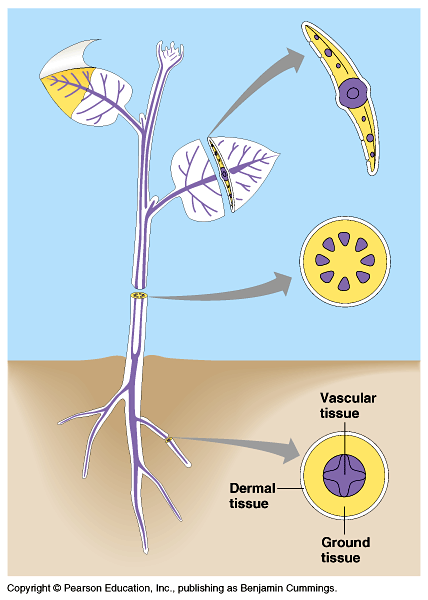 Vascular
tissue
Dermal
tissue
Ground
tissue
Copyright © Pearson Education, Inc., publishing as Benjamin Cummings.